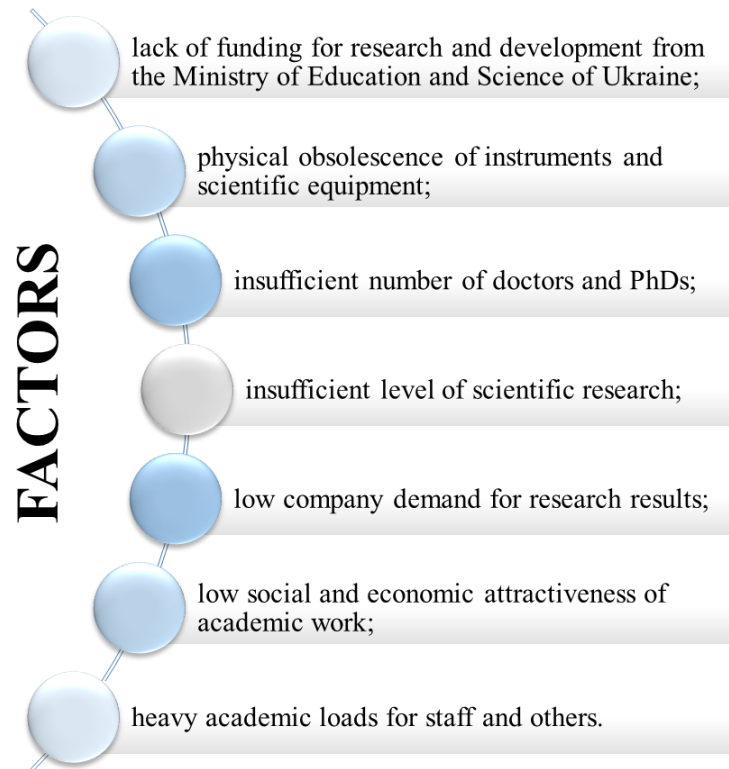 FACTORS
lack of funding for research and development from
the Ministry of Education and Science of Ukraine;
physical obsolescence of instruments and
scientific equipment;
insufficient number of doctors and PhDs;
insufficient level of scientific research;
low company demand for research results;
low social and economic attractiveness of
academic work;
heavy academic loads for staff and others.